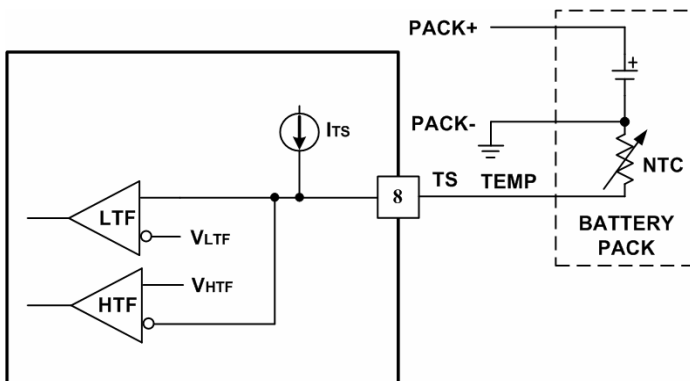 PACK+
+
ITS
PACK-
NTC
8
TS TEMP
LTF
VLTF
BATTERY
PACK
VHTF
HTF